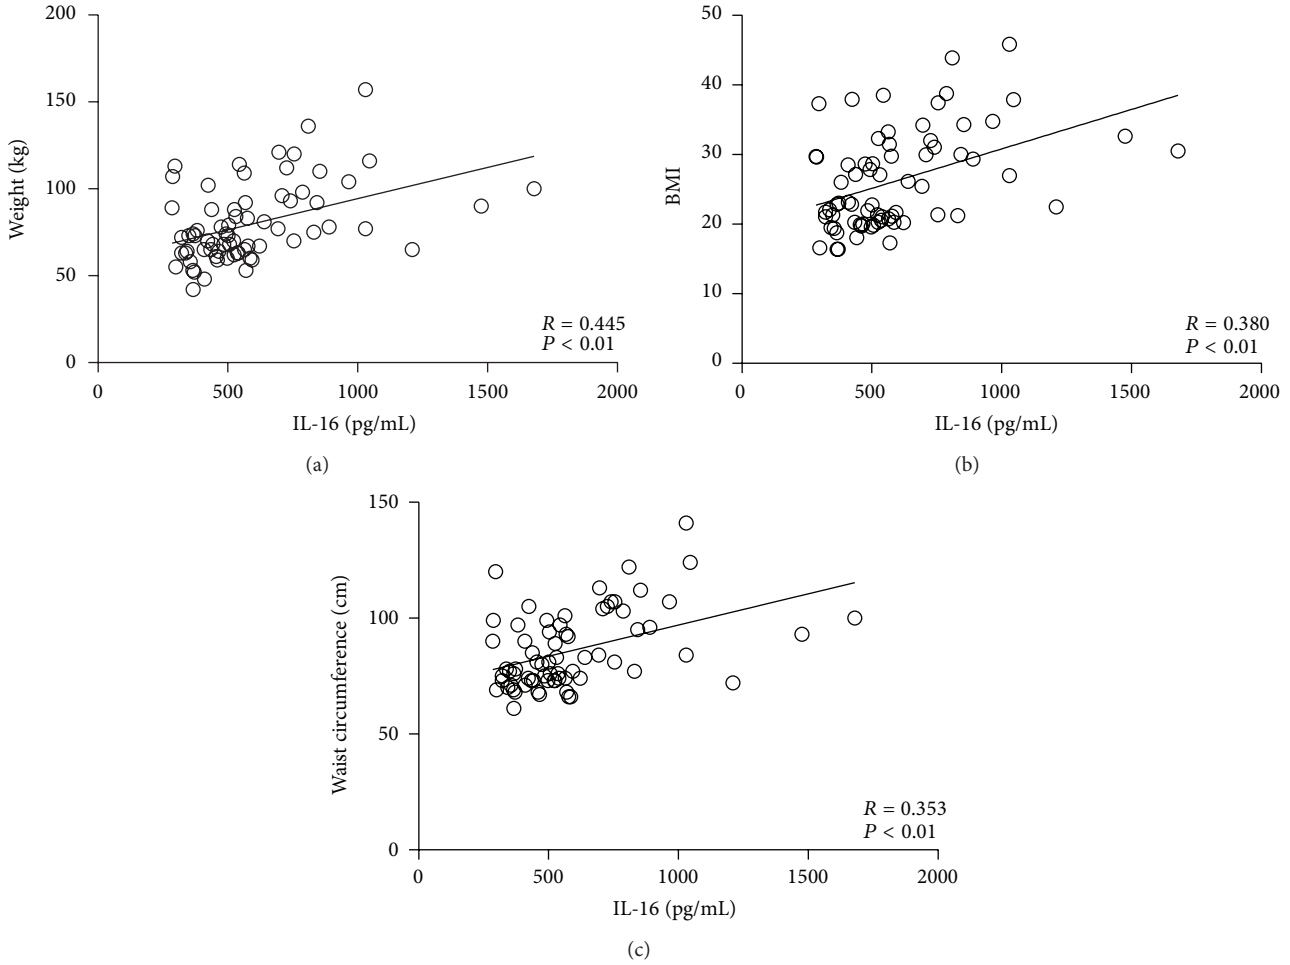 200
150
100
50
0
Weight (kg)
0 500 1000 1500 2000
IL-16 (pg/mL)
R = 0.445
P < 0.01
(a)
50
40
30
20
10
0
BMI
0 500 1000 1500 2000
IL-16 (pg/mL)
R = 0.380
P < 0.01
(b)
150
100
50
0
Waist circumference (cm)
0 500 1000 1500 2000
IL-16 (pg/mL)
R = 0.353
P < 0.01
(c)